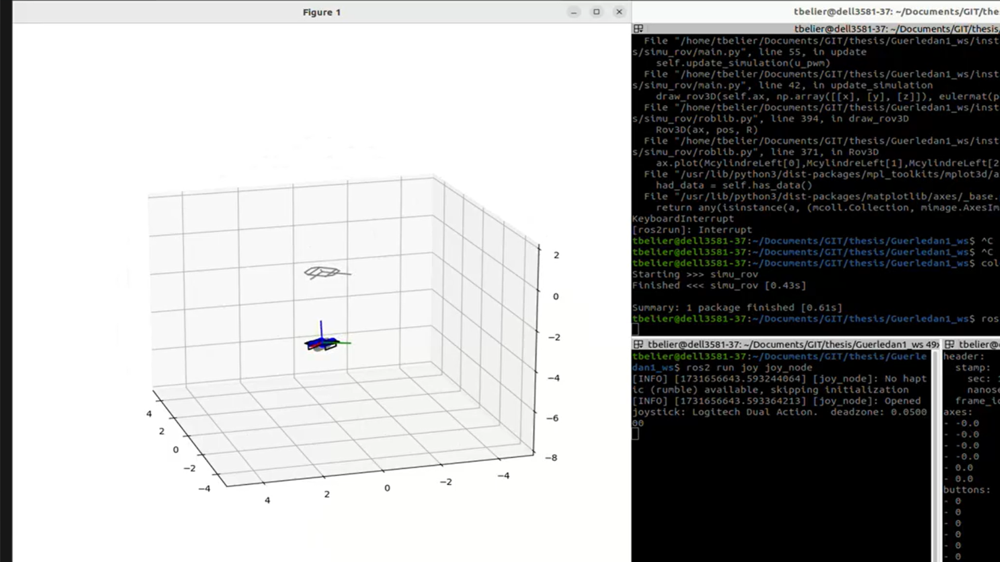 Figure 1
2
0
−2
−4
−6
−8
4
2
0
−2
−4
4
2
0
−2
−4
tbelier@dell3581-37: ~/Documents/GIT/the
tbelier@dell3581-37: ~/Documents/GIT/thesis
File "/home/tbelier/Documents/GIT/thesis/Guerledan1_ws/inst
s/simu_rov/main.py", line 55, in update
self.update_simulation(u_pwm)
File "/home/tbelier/Documents/GIT/thesis/Guerledan1_ws/inst
s/simu_rov/main.py", line 42, in update_simulation
draw_rov3D(self.ax, np.array([[x], [y], [z]]), eulermat(p
File "/home/tbelier/Documents/GIT/thesis/Guerledan1_ws/inst
s/simu_rov/roblib.py", line 394, in draw_rov3D
Rov3D(ax, pos, R)
File "/home/tbelier/Documents/GIT/thesis/Guerledan1_ws/inst
s/simu_rov/roblib.py", line 371, in Rov3D
ax.plot(McylindreLeft[0],McylindreLeft[1],McylindreLeft[2
File "/usr/lib/python3/dist-packages/mpl_toolkits/mplot3d/a
had_data = self.has_data()
File "/usr/lib/python3/dist-packages/matplotlib/axes/_base.
return any(isinstance(a, (mcoll.Collection, mimage.AxesIm
KeyboardInterrupt
[ros2run]: Interrupt
tbelier@dell3581-37:~/Documents/GIT/thesis/Guerledan1_ws$ ^C
tbelier@dell3581-37:~/Documents/GIT/thesis/Guerledan1_ws$ ^C
tbelier@dell3581-37:~/Documents/GIT/thesis/Guerledan1_ws$ col
Starting >>> simu_rov
Finished <<< simu_rov [0.43s]
Summary: 1 package finished [0.61s]
tbelier@dell3581-37:~/Documents/GIT/thesis/Guerledan1_ws$ ros
tbelier@dell3581-37: ~/Documents/GIT/thesis/Guerledan1_ws 49x
tbelier@dell3581-37:~/Documents/GIT/thesis/Guerle
dan1_ws$ ros2 run joy joy_node
[INFO] [1731656643.593244064] [joy_node]: No hapt
ic (rumble) available, skipping initialization
[INFO] [1731656643.593364213] [joy_node]: Opened
joystick: Logitech Dual Action.  deadzone: 0.0500
00
tbelier@
header:
stamp:
sec: 1
nanose
frame_id
axes:
- -0.0
- -0.0
- -0.0
- -0.0
- 0.0
- 0.0
buttons:
- 0
- 0
- 0
- 0
- 0
- 0